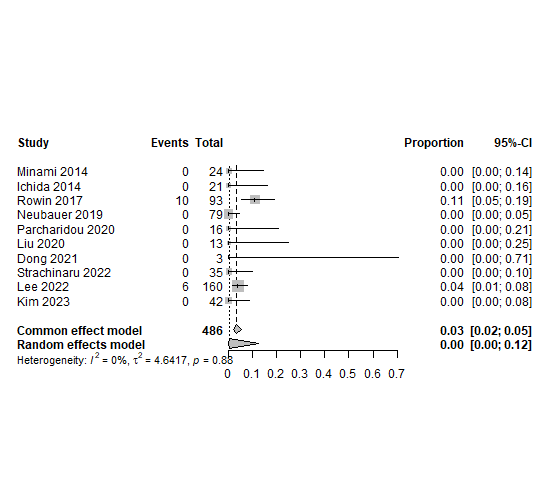 Study Events Total Proportion 95%-CI
Minami 2014 0 24 0.00 [0.00; 0.14]
Ichida 2014 0 21 0.00 [0.00; 0.16]
Rowin 2017 10 93 0.11 [0.05; 0.19]
Neubauer 2019 0 79 0.00 [0.00; 0.05]
Parcharidou 2020 0 16 0.00 [0.00; 0.21]
Liu 2020 0 13 0.00 [0.00; 0.25]
Dong 2021 0 3 0.00 [0.00; 0.71]
Strachinaru 2022 0 35 0.00 [0.00; 0.10]
Lee 2022 6 160 0.04 [0.01; 0.08]
Kim 2023 0 42 0.00 [0.00; 0.08]
Common effect model 486 0.03 [0.02; 0.05]
Random effects model 0.00 [0.00; 0.12]
Heterogeneity: I² = 0%, τ² = 4.6417, p = 0.88
0 0.1 0.2 0.3 0.4 0.5 0.6 0.7